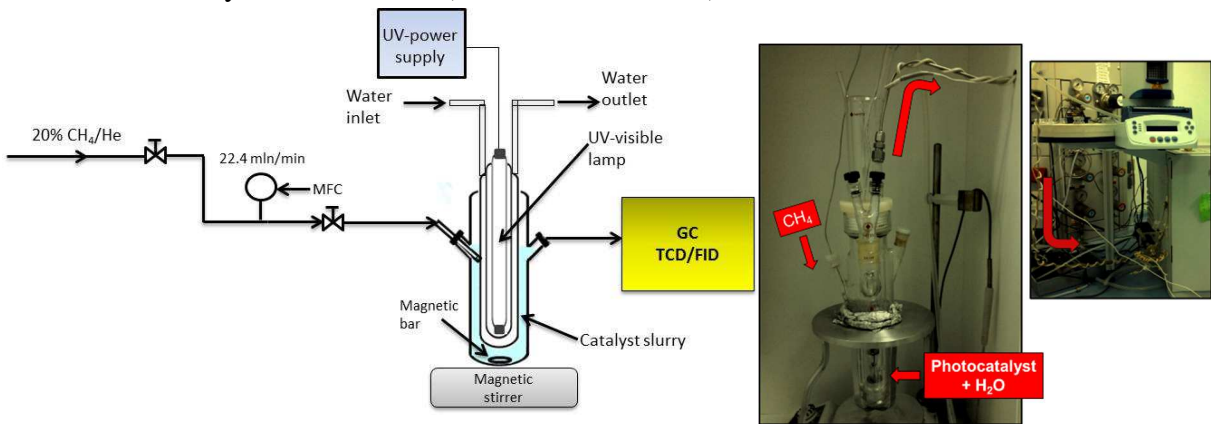 UV-power
supply
Water
inlet
Water
outlet
20% CH₄/He
UV-visible
lamp
22.4 mln/min
MFC
GC
TCD/FID
Magnetic
bar
Catalyst slurry
Magnetic
stirrer
CH₄
Photocatalyst
+ H₂O